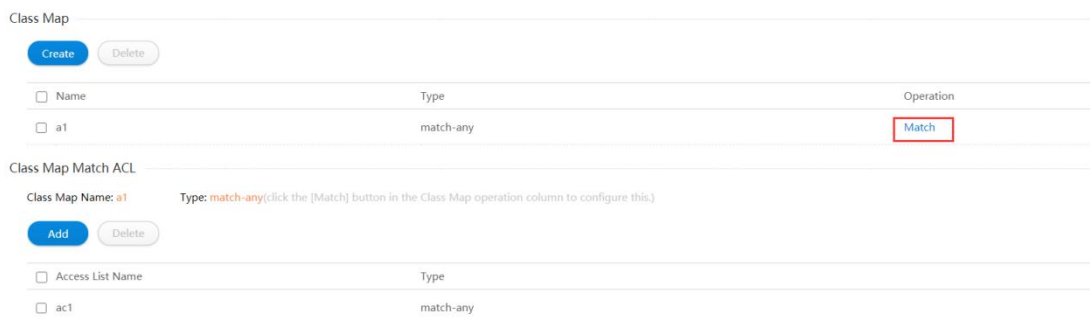 Class Map
Create Delete
Name Type Operation
a1 match-any Match
Class Map Match ACL
Class Map Name: a1 Type: match-any(click the [Match] button in the Class Map operation column to configure this.)
Add Delete
Access List Name Type
ac1 match-any